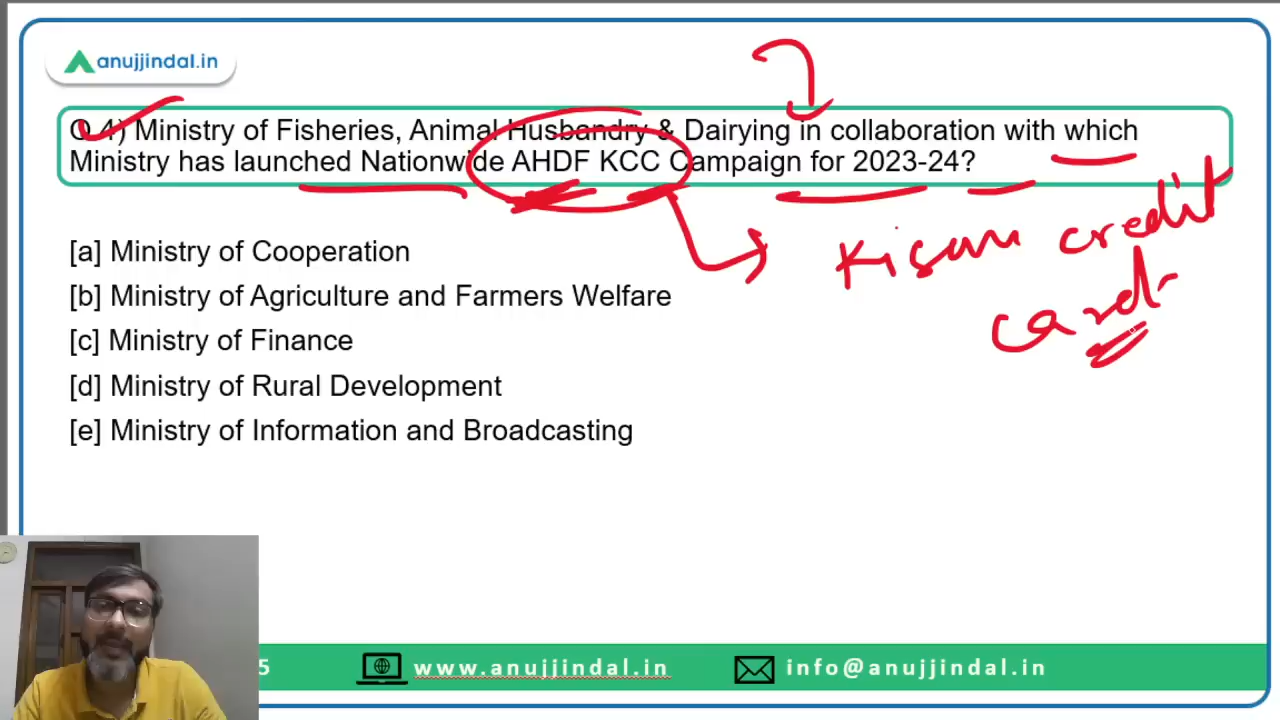 anujjindal.in
Q.4) Ministry of Fisheries, Animal Husbandry & Dairying in collaboration with which
Ministry has launched Nationwide AHDF KCC Campaign for 2023-24?
Kisan credit
card
[a] Ministry of Cooperation
[b] Ministry of Agriculture and Farmers Welfare
[c] Ministry of Finance
[d] Ministry of Rural Development
[e] Ministry of Information and Broadcasting
5 www.anujjindal.in info@anujjindal.in